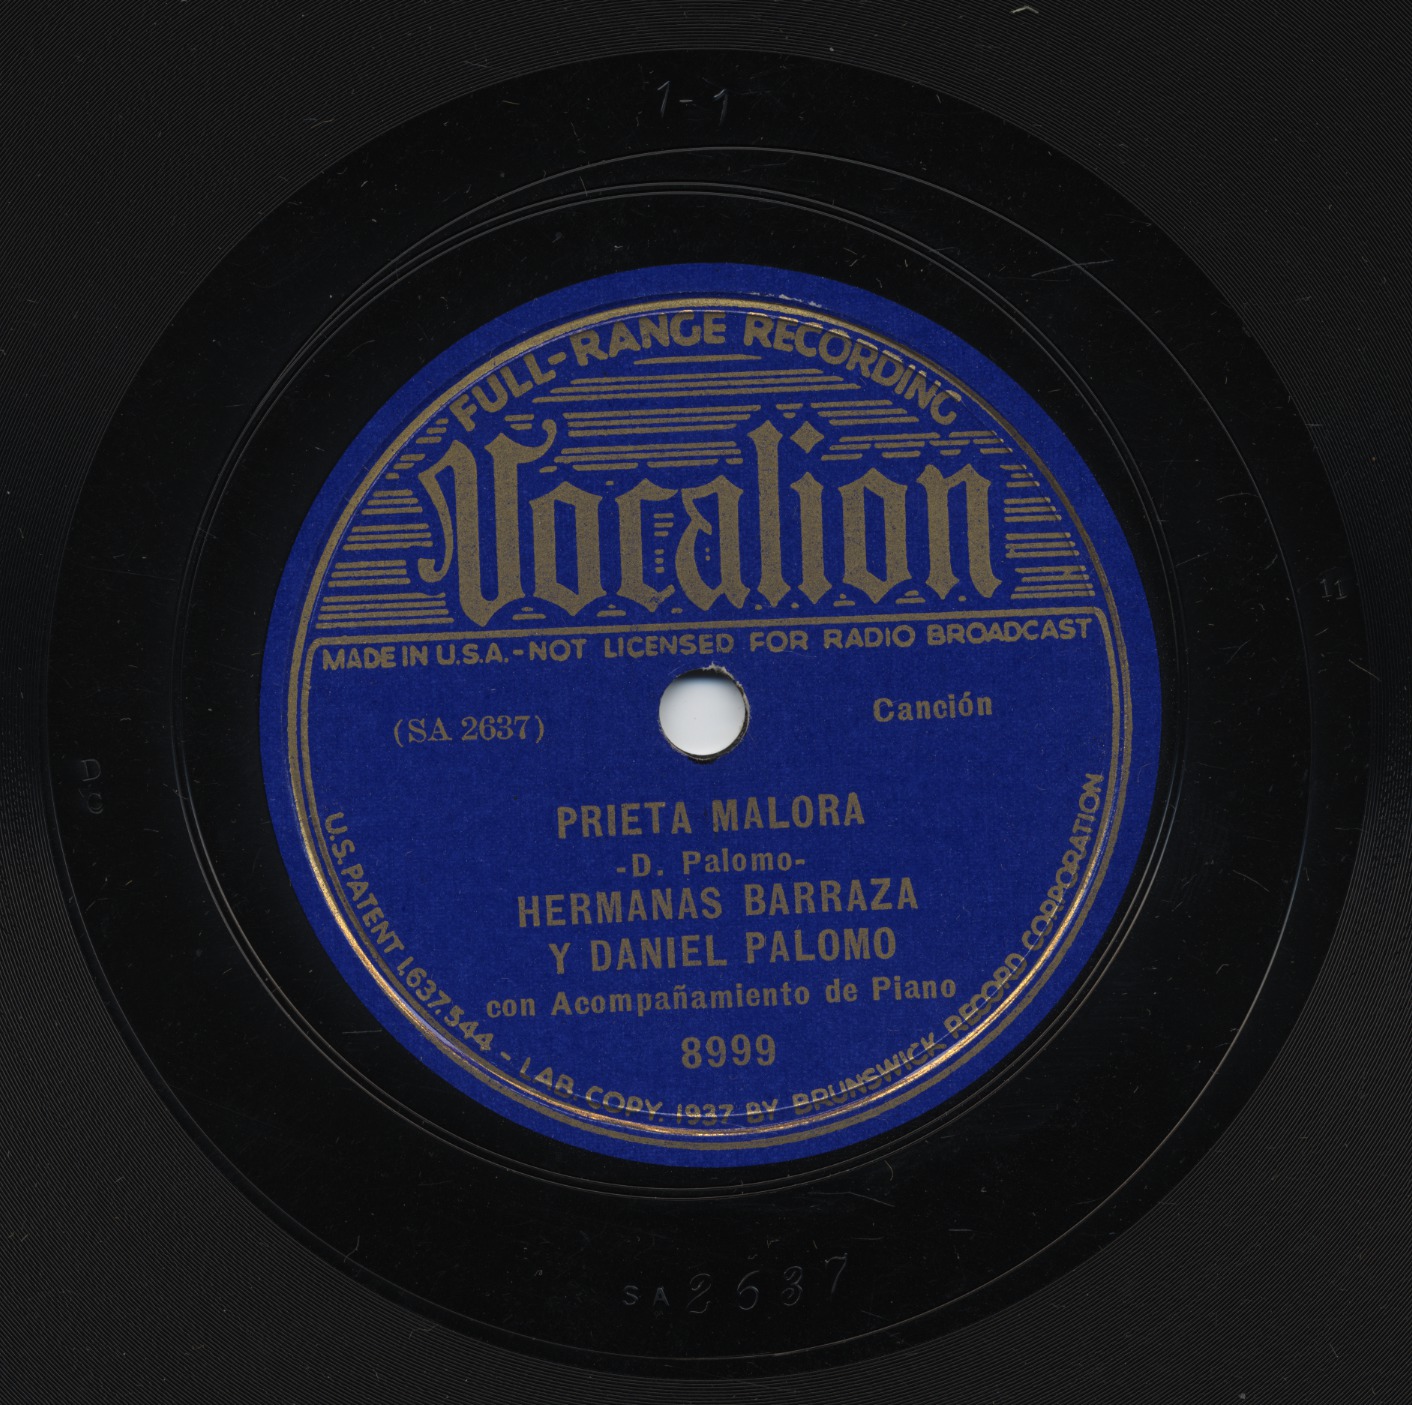 1-1
FULL-RANGE RECORDING
Vocalion
MADE IN U.S.A.-NOT LICENSED FOR RADIO BROADCAST
(SA 2637)
Canción
PRIETA MALORA
-D. Palomo-
HERMANAS BARRAZA
Y DANIEL PALOMO
con Acompañamiento de Piano
8999
U.S. PATENT 1,637,544 - LAB. COPY. 1937 BY BRUNSWICK RECORD CORPORATION
SA 2637